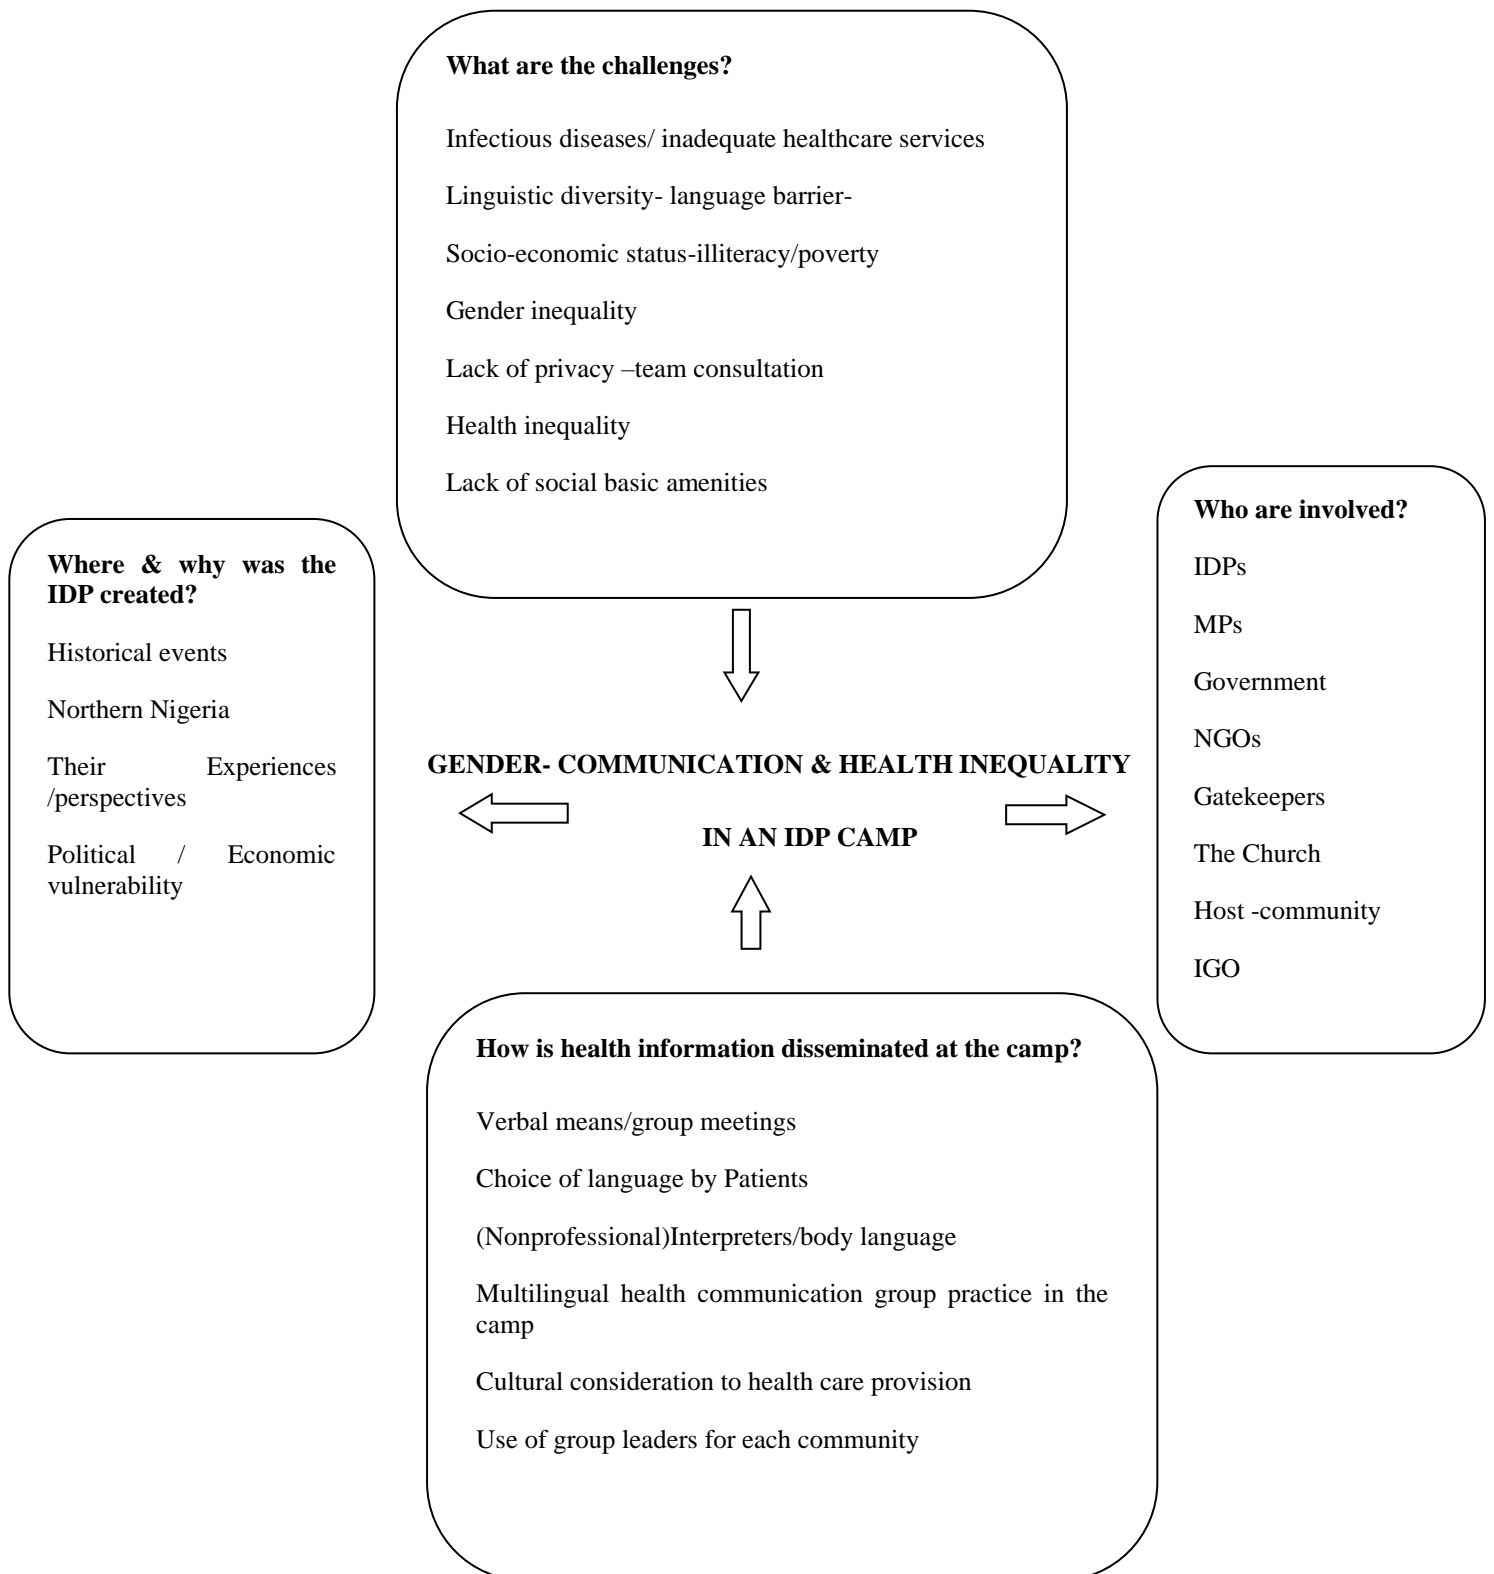 What are the challenges?
Infectious diseases/ inadequate healthcare services
Linguistic diversity- language barrier-
Socio-economic status-illiteracy/poverty
Gender inequality
Lack of privacy –team consultation
Health inequality
Lack of social basic amenities
Where & why was the
IDP created?
Historical events
Northern Nigeria
Their Experiences
/perspectives
Political / Economic
vulnerability
GENDER- COMMUNICATION & HEALTH INEQUALITY
IN AN IDP CAMP
Who are involved?
IDPs
MPs
Government
NGOs
Gatekeepers
The Church
Host -community
IGO
How is health information disseminated at the camp?
Verbal means/group meetings
Choice of language by Patients
(Nonprofessional)Interpreters/body language
Multilingual health communication group practice in the
camp
Cultural consideration to health care provision
Use of group leaders for each community